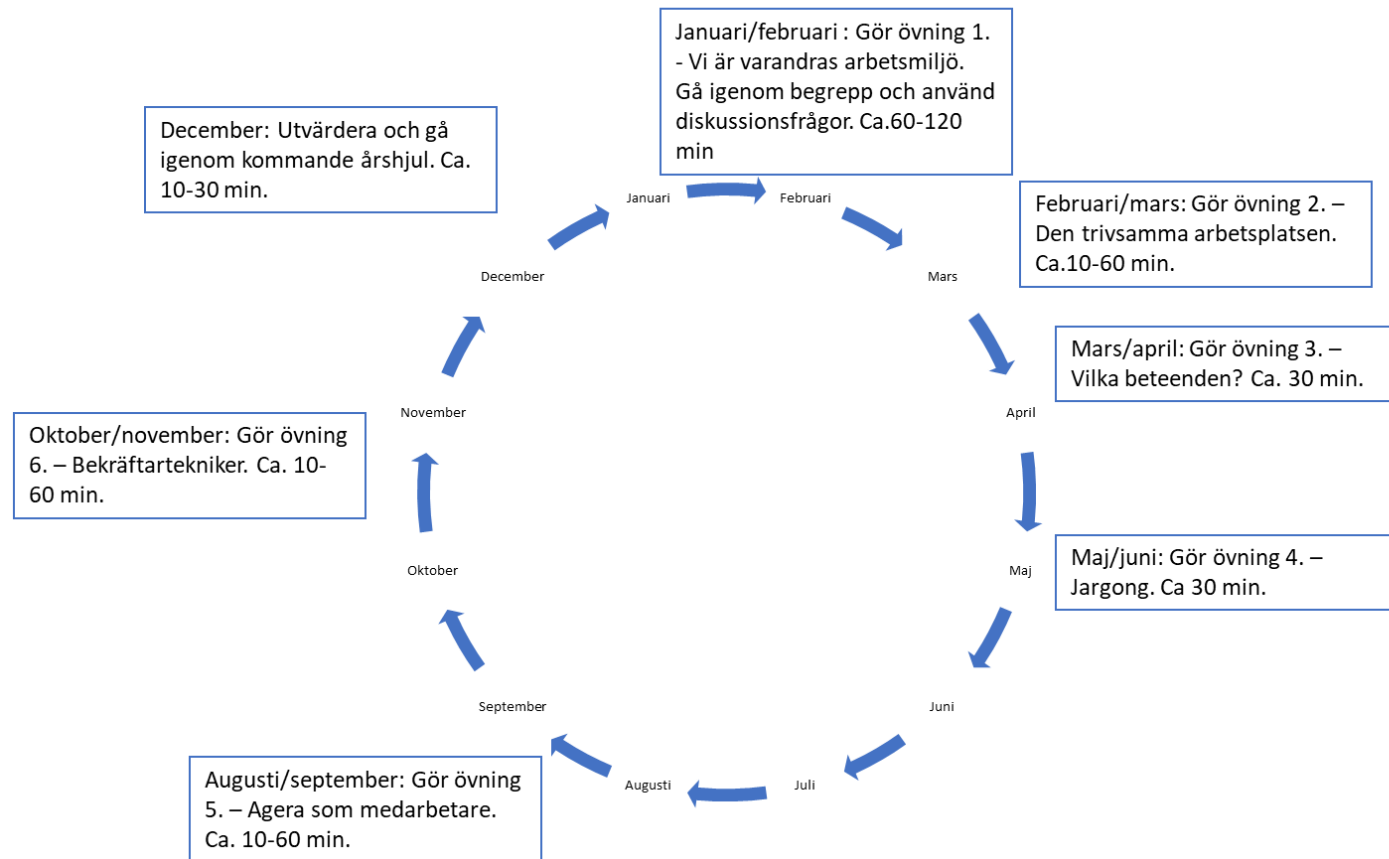 Januari/februari : Gör övning 1.
- Vi är varandras arbetsmiljö.
Gå igenom begrepp och använd
diskussionsfrågor. Ca.60-120
min
December: Utvärdera och gå
igenom kommande årshjul. Ca.
10-30 min.
Januari
Februari
Februari/mars: Gör övning 2. –
Den trivsamma arbetsplatsen.
Ca.10-60 min.
December
Mars
Mars/april: Gör övning 3. –
Vilka beteenden? Ca. 30 min.
November
April
Oktober/november: Gör övning
6. – Bekräftartekniker. Ca. 10-
60 min.
Oktober
Maj
Maj/juni: Gör övning 4. –
Jargong. Ca 30 min.
September
Juni
Augusti/september: Gör övning
5. – Agera som medarbetare.
Ca. 10-60 min.
Augusti
Juli